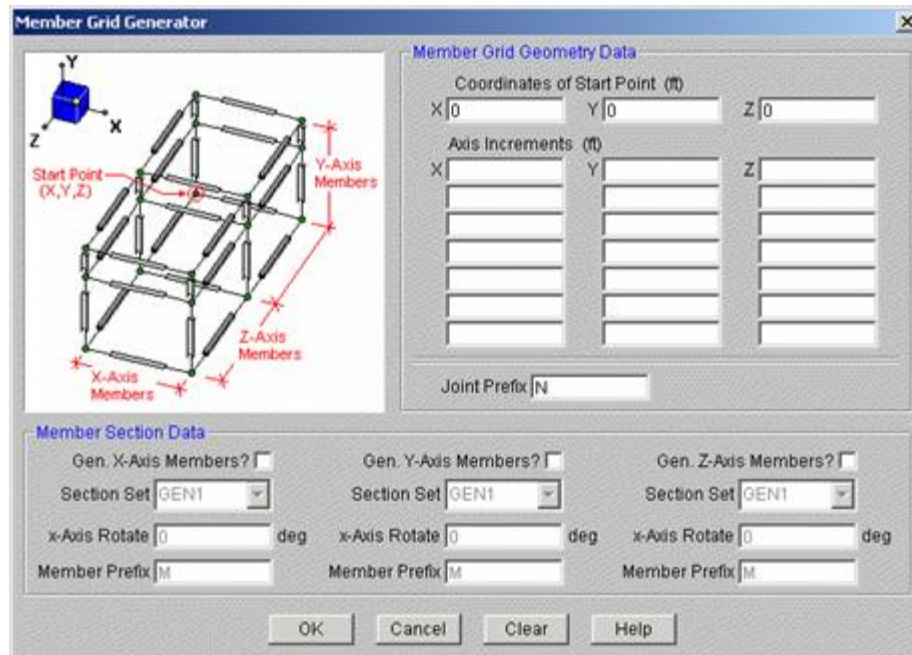 Member Grid Generator
Y
X
Z
Start Point
(X,Y,Z)
Y-Axis
Members
Z-Axis
Members
X-Axis
Members
Member Grid Geometry Data
Coordinates of Start Point (ft)
X 0 Y 0 Z 0
Axis Increments (ft)
X Y Z
Joint Prefix N
Member Section Data
Gen. X-Axis Members? Gen. Y-Axis Members? Gen. Z-Axis Members?
Section Set GEN1 Section Set GEN1 Section Set GEN1
x-Axis Rotate 0 deg x-Axis Rotate 0 deg x-Axis Rotate 0 deg
Member Prefix M Member Prefix M Member Prefix M
OK Cancel Clear Help